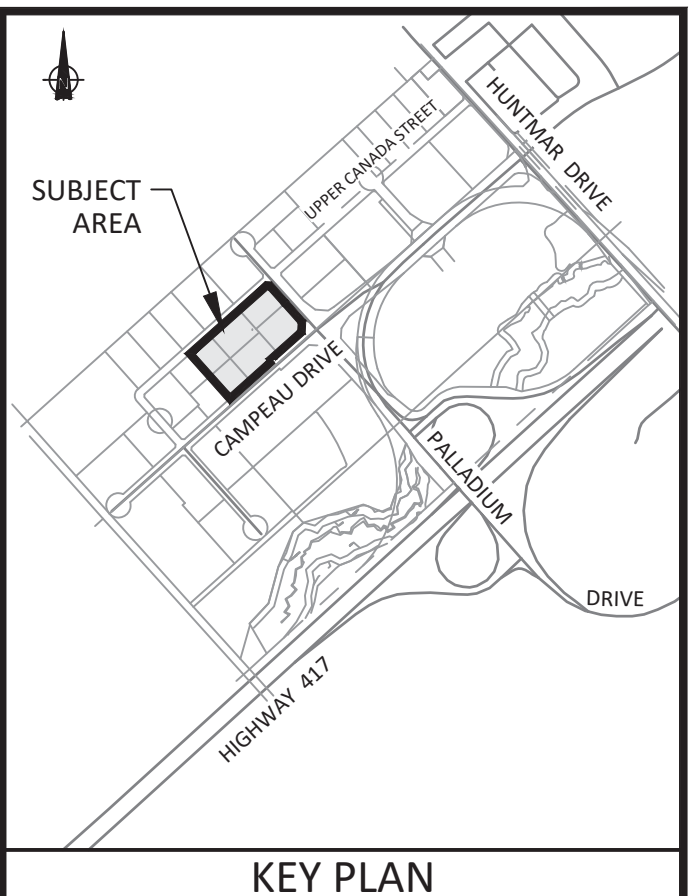 N
UPPER CANADA STREET
HUNTMAR DRIVE
SUBJECT
AREA
CAMPEAU DRIVE
PALLADIUM
DRIVE
HIGHWAY 417
KEY PLAN